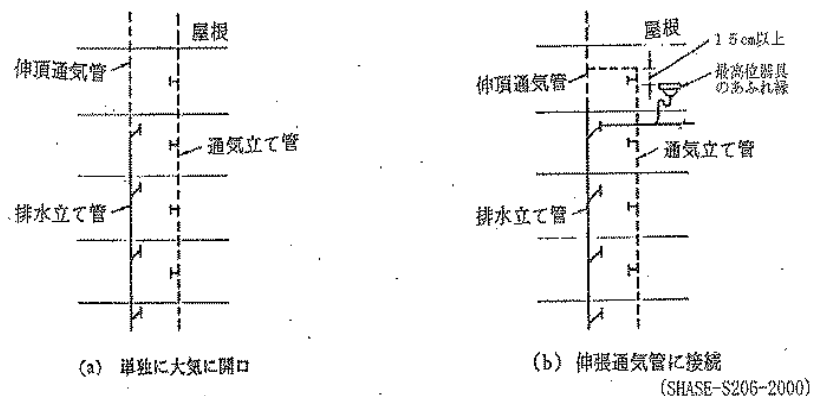 屋根
伸頂通気管
通気立て管
排水立て管
(a) 単独に大気に開口
屋根
15cm以上
伸頂通気管
最高位器具
のあふれ縁
通気立て管
排水立て管
(b) 伸張通気管に接続
(SHASE-S206-2000)